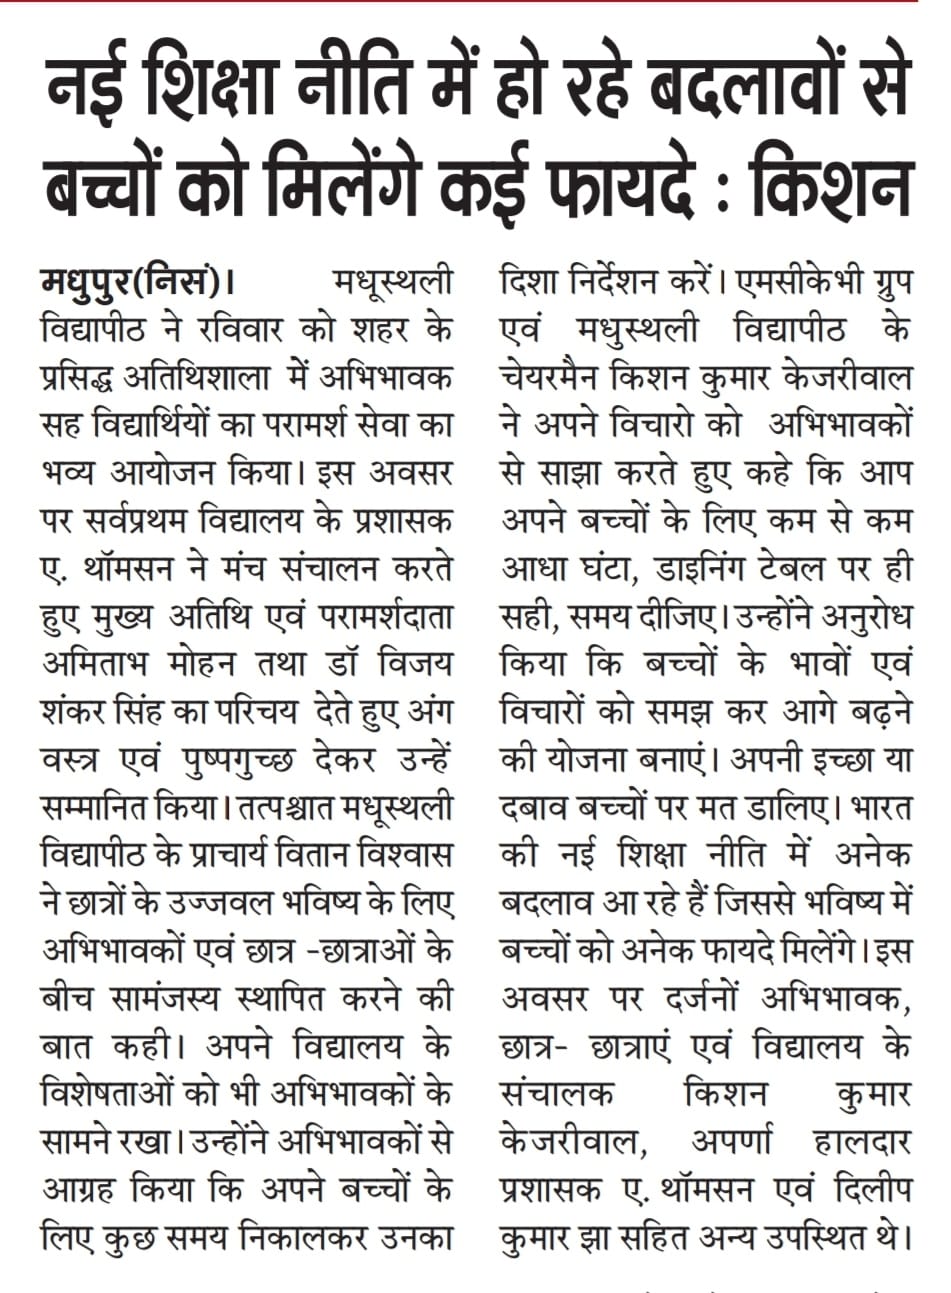 नई शिक्षा नीति में हो रहे बदलावों से
बच्चों को मिलेंगे कई फायदे : किशन
मधुपुर(निसं)। मधूस्थली
विद्यापीठ ने रविवार को शहर के
प्रसिद्ध अतिथिशाला में अभिभावक
सह विद्यार्थियों का परामर्श सेवा का
भव्य आयोजन किया। इस अवसर
पर सर्वप्रथम विद्यालय के प्रशासक
ए. थॉमसन ने मंच संचालन करते
हुए मुख्य अतिथि एवं परामर्शदाता
अमिताभ मोहन तथा डॉ विजय
शंकर सिंह का परिचय देते हुए अंग
वस्त्र एवं पुष्पगुच्छ देकर उन्हें
सम्मानित किया। तत्पश्चात मधूस्थली
विद्यापीठ के प्राचार्य वितान विश्वास
ने छात्रों के उज्जवल भविष्य के लिए
अभिभावकों एवं छात्र -छात्राओं के
बीच सामंजस्य स्थापित करने की
बात कही। अपने विद्यालय के
विशेषताओं को भी अभिभावकों के
सामने रखा। उन्होंने अभिभावकों से
आग्रह किया कि अपने बच्चों के
लिए कुछ समय निकालकर उनका
दिशा निर्देशन करें। एमसीकेभी ग्रुप
एवं मधुस्थली विद्यापीठ के
चेयरमैन किशन कुमार केजरीवाल
ने अपने विचारो को अभिभावकों
से साझा करते हुए कहे कि आप
अपने बच्चों के लिए कम से कम
आधा घंटा, डाइनिंग टेबल पर ही
सही, समय दीजिए। उन्होंने अनुरोध
किया कि बच्चों के भावों एवं
विचारों को समझ कर आगे बढ़ने
की योजना बनाएं। अपनी इच्छा या
दबाव बच्चों पर मत डालिए। भारत
की नई शिक्षा नीति में अनेक
बदलाव आ रहे हैं जिससे भविष्य में
बच्चों को अनेक फायदे मिलेंगे। इस
अवसर पर दर्जनों अभिभावक,
छात्र- छात्राएं एवं विद्यालय के
संचालक किशन कुमार
केजरीवाल, अपर्णा हालदार
प्रशासक ए. थॉमसन एवं दिलीप
कुमार झा सहित अन्य उपस्थित थे।